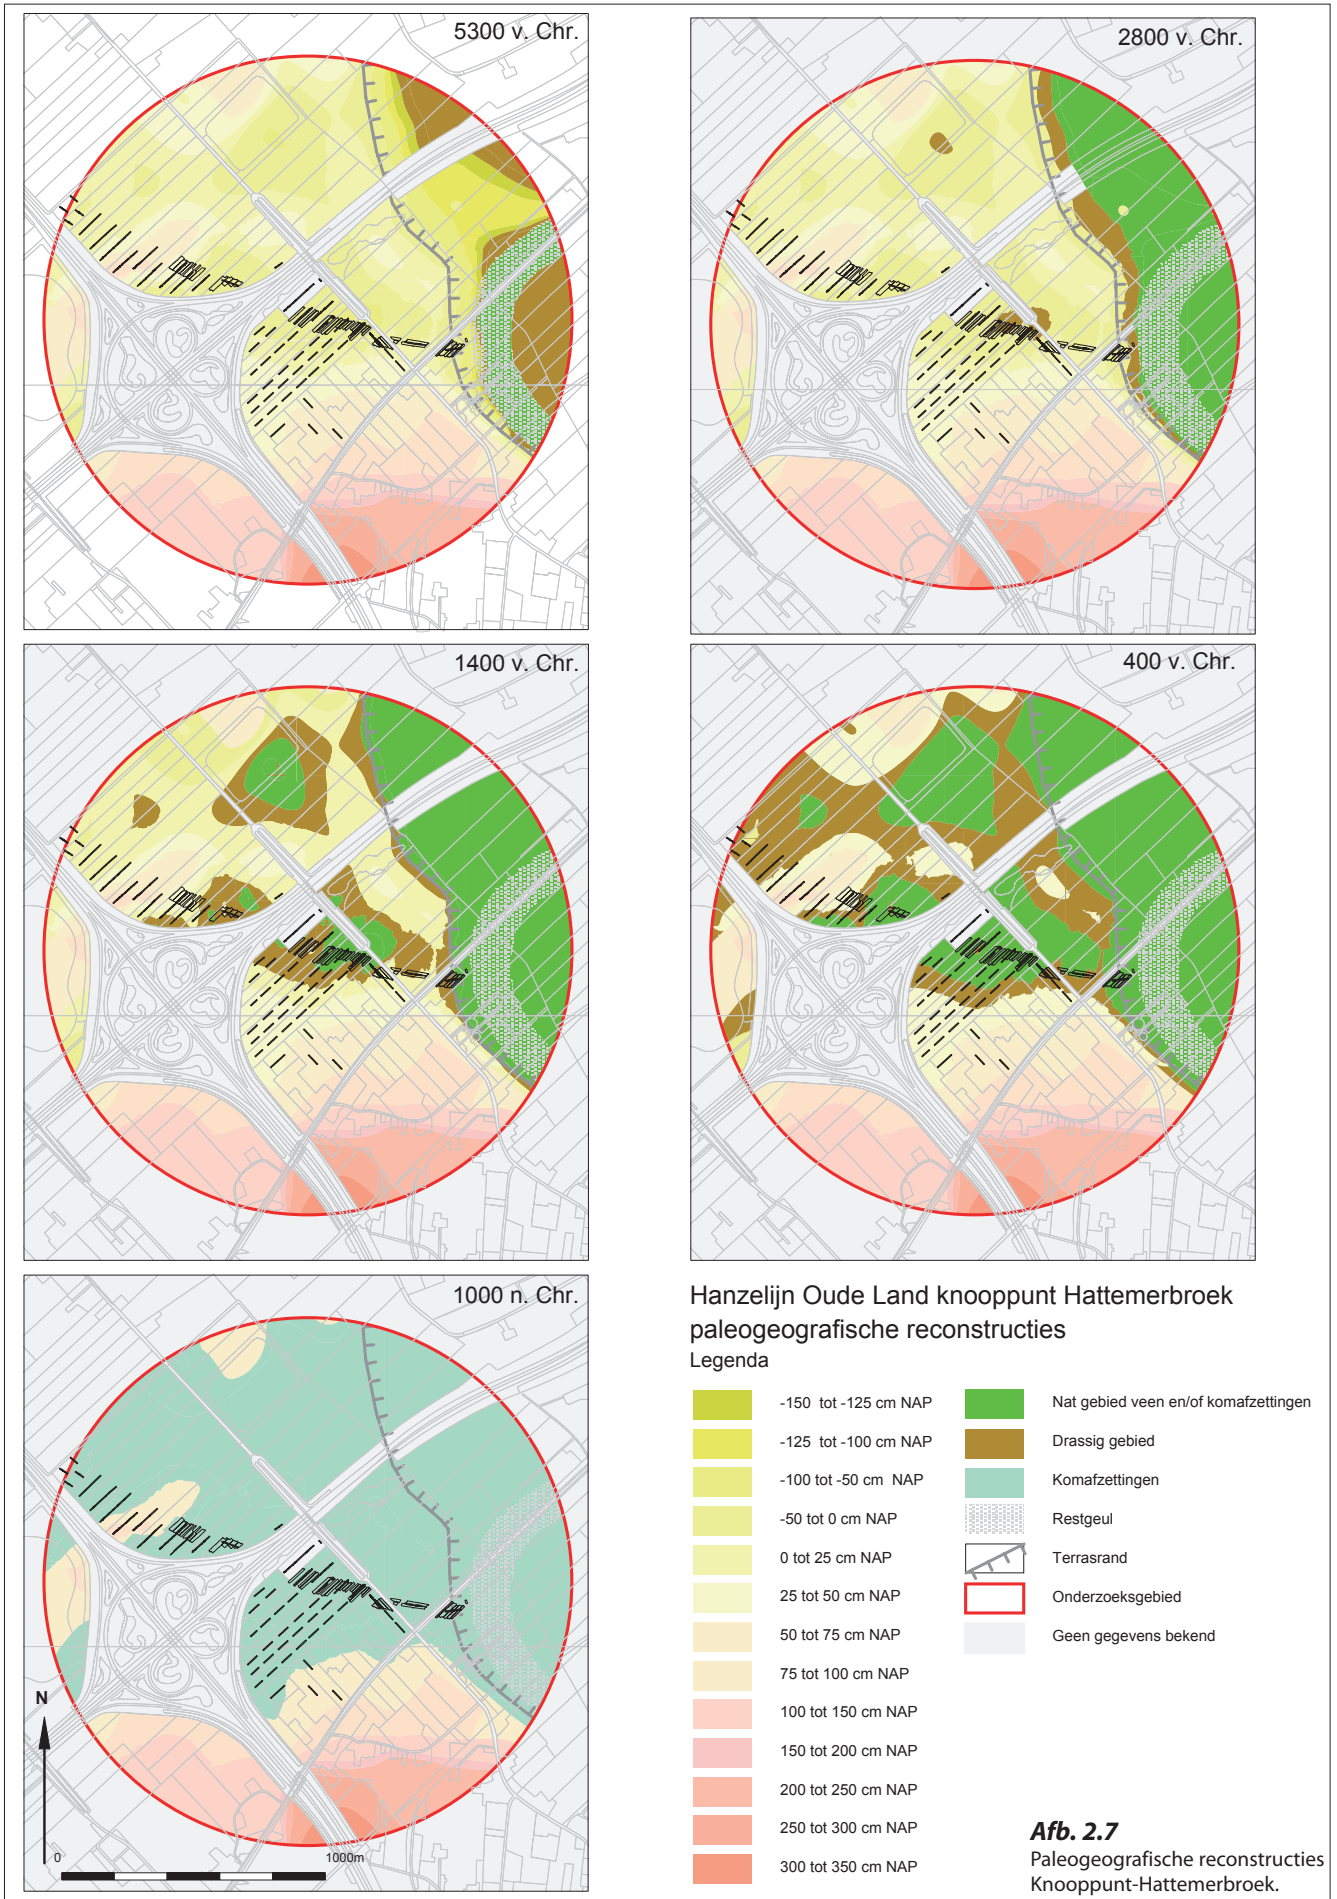 5300 v. Chr.
2800 v. Chr.
1400 v. Chr.
400 v. Chr.
1000 n. Chr.
N
0
1000m
Hanzelijn Oude Land knooppunt Hattemerbroek
paleogeografische reconstructies
Legenda
-150 tot -125 cm NAP
-125 tot -100 cm NAP
-100 tot -50 cm NAP
-50 tot 0 cm NAP
0 tot 25 cm NAP
25 tot 50 cm NAP
50 tot 75 cm NAP
75 tot 100 cm NAP
100 tot 150 cm NAP
150 tot 200 cm NAP
200 tot 250 cm NAP
250 tot 300 cm NAP
300 tot 350 cm NAP
Nat gebied veen en/of komafzettingen
Drassig gebied
Komafzettingen
Restgeul
Terrasrand
Onderzoeksgebied
Geen gegevens bekend
Afb. 2.7
Paleogeografische reconstructies
Knooppunt-Hattemerbroek.